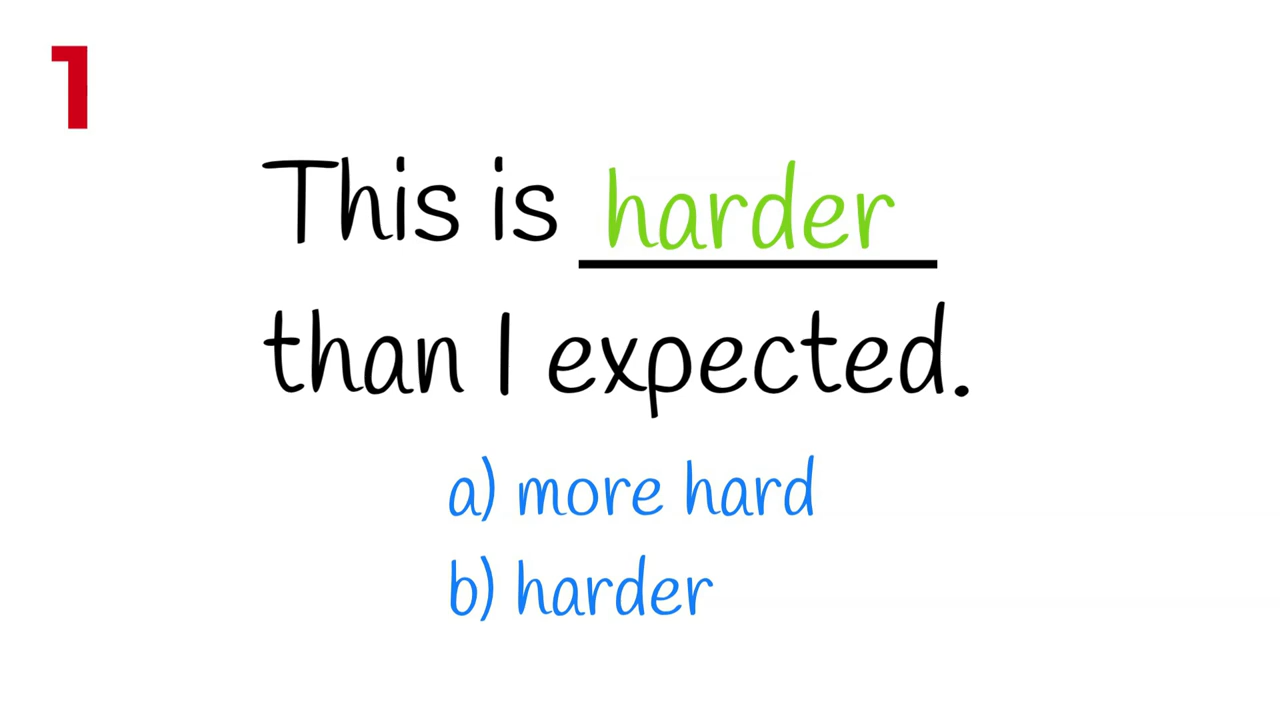 1
This is harder
than I expected.
a) more hard
b) harder